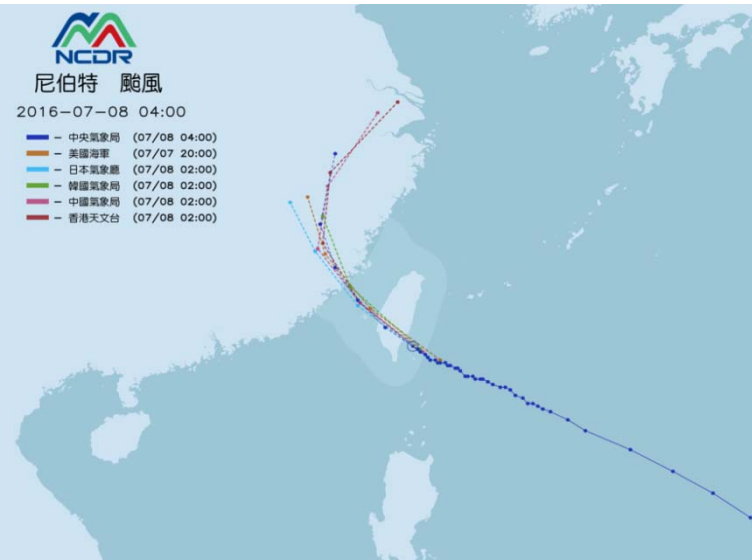 NCDR
尼伯特 颱風
2016-07-08 04:00
- 中央氣象局 (07/08 04:00)
- 美國海軍 (07/07 20:00)
- 日本氣象廳 (07/08 02:00)
- 韓國氣象局 (07/08 02:00)
- 中國氣象局 (07/08 02:00)
- 香港天文台 (07/08 02:00)